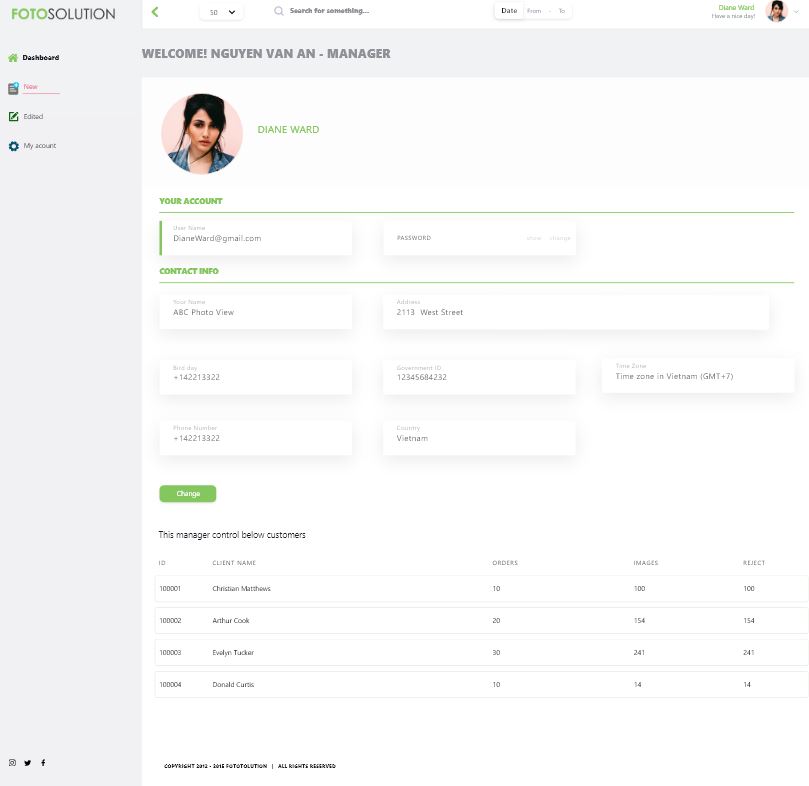 FOTOSOLUTION
50
Search for something...
Date From - To
Diane Ward
Have a nice day!
Dashboard
New
Edited
My acount
WELCOME! NGUYEN VAN AN - MANAGER
DIANE WARD
YOUR ACCOUNT
User Name
DianeWard@gmail.com
PASSWORD show change
CONTACT INFO
Your Name
ABC Photo View
Address
2113 West Street
Bird day
+142213322
Government ID
12345684232
Time Zone
Time zone in Vietnam (GMT+7)
Phone Number
+142213322
Country
Vietnam
Change
This manager control below customers
ID CLIENT NAME ORDERS IMAGES REJECT
100001 Christian Matthews 10 100 100
100002 Arthur Cook 20 154 154
100003 Evelyn Tucker 30 241 241
100004 Donald Curtis 10 14 14
COPYRIGHT 2012 - 2015 FOTOTOLUTION | ALL RIGHTS RESERVED